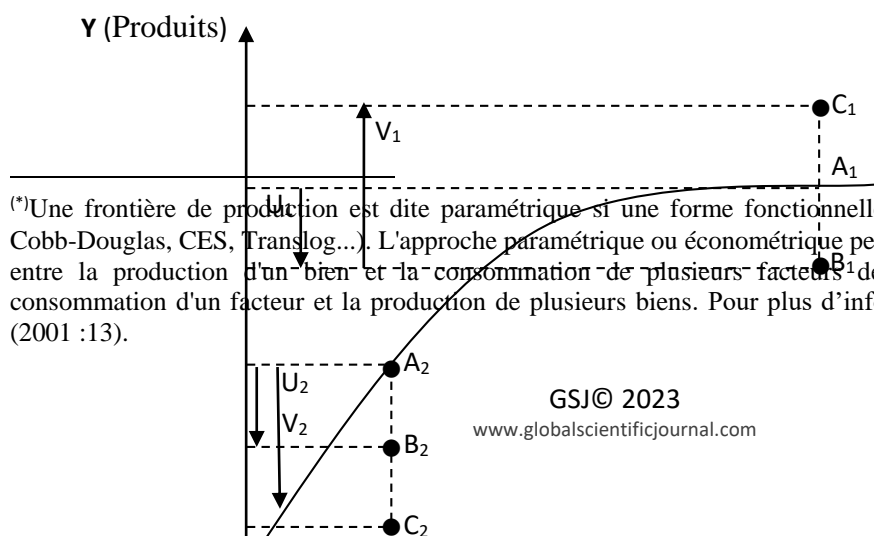 Y (Produits)
C₁
V₁
A₁
U₁
(*)Une frontière de production est dite paramétrique si une forme fonctionnell
Cobb-Douglas, CES, Translog...). L'approche paramétrique ou économétrique pe
entre la production d'un bien et la consommation de plusieurs facteurs de
B₁
consommation d'un facteur et la production de plusieurs biens. Pour plus d'inf
(2001 :13).
A₂
U₂
V₂
GSJ© 2023
www.globalscientificjournal.com
B₂
C₂